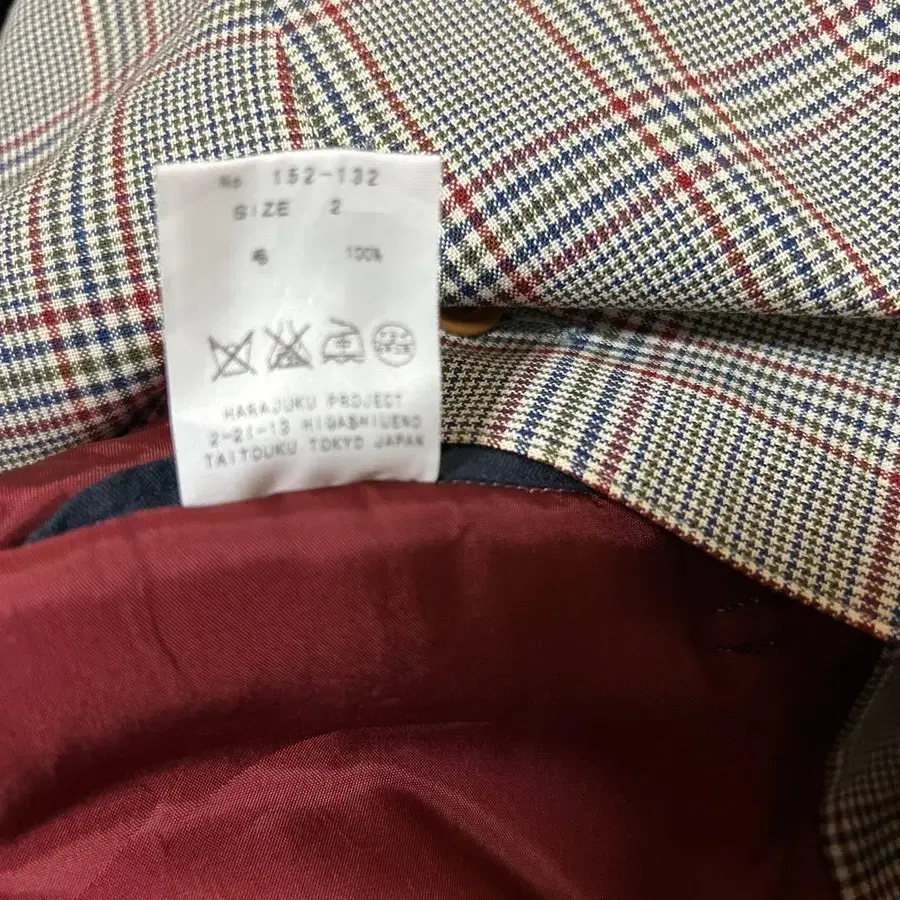 No 152-132
SIZE 2
毛 100%
HARAJUKU PROJECT
2-21-13 HIGASHIUENO
TAITOUKU TOKYO JAPAN